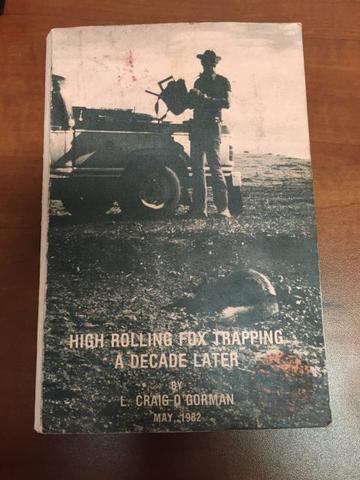 HIGH ROLLING FOX TRAPPING
A DECADE LATER
BY
L. CRAIG O'GORMAN
MAY, 1982